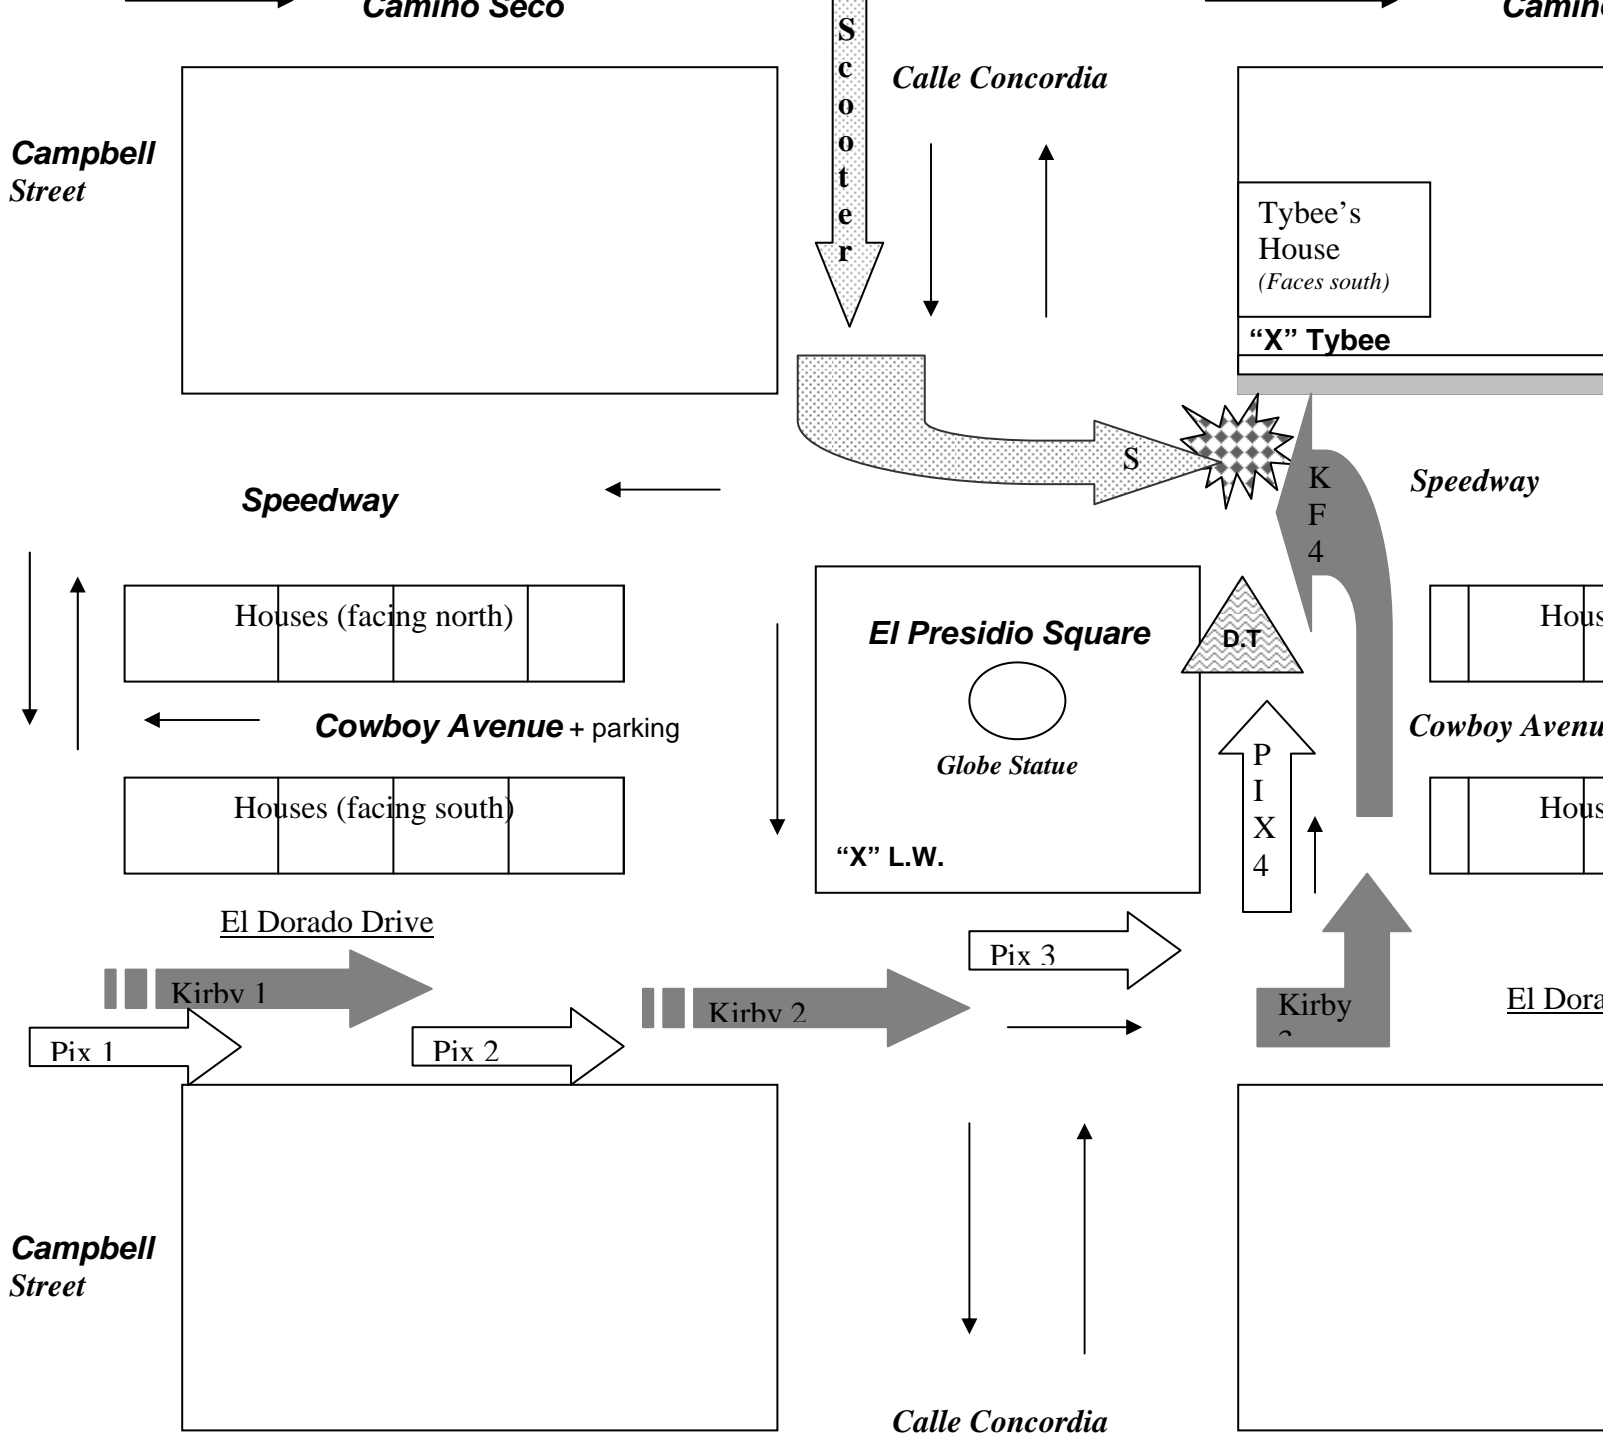 Camino Seco
Camino
S
c
o
o
t
e
r
Calle Concordia
Campbell
Street
Tybee’s
House
(Faces south)
“X” Tybee
S
K
F
4
Speedway
Speedway
Houses (facing north)
El Presidio Square
D.T
Hous
Cowboy Avenue + parking
Globe Statue
P
I
X
4
Cowboy Avenu
Houses (facing south)
“X” L.W.
Hous
El Dorado Drive
Pix 3
Kirby 1
Kirby 2
Kirby
El Dora
Pix 1
Pix 2
Campbell
Street
Calle Concordia